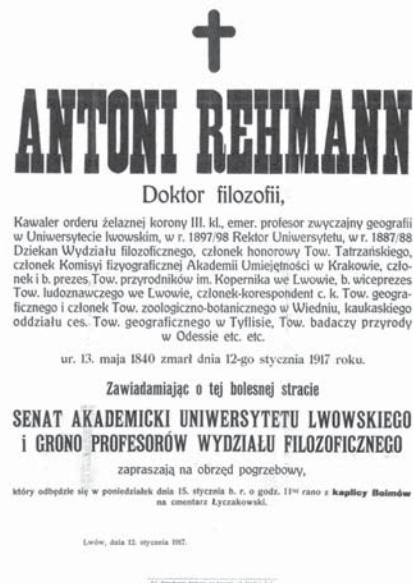 ANTONI REHMANN
Doktor filozofii,
Kawaler orderu żelaznej korony III. kl., emer. profesor zwyczajny geografii
w Uniwersytecie lwowskim, w r. 1897/98 Rektor Uniwersytetu, w r. 1887/88
Dziekan Wydziału filozoficznego, członek honorowy Tow. Tatrzańskiego,
członek Komisyi fizyograficznej Akademii Umiejętności w Krakowie, czło-
nek i b. prezes Tow. przyrodników im. Kopernika we Lwowie, b. wiceprezes
Tow. ludoznawczego we Lwowie, członek-korespondent c. k. Tow. geogra-
ficznego i członek Tow. zoologiczno-botanicznego w Wiedniu, kaukaskiego
oddziału ces. Tow. geograficznego w Tyflisie, Tow. badaczy przyrody
w Odessie etc. etc.
ur. 13. maja 1840 zmarł dnia 12-go stycznia 1917 roku.
Zawiadamiając o tej bolesnej stracie
SENAT AKADEMICKI UNIWERSYTETU LWOWSKIEGO
i GRONO PROFESORÓW WYDZIAŁU FILOZOFICZNEGO
zapraszają na obrzęd pogrzebowy,
który odbędzie się w poniedziałek dnia 15. stycznia b. r. o godz. 11tej rano z kaplicy Boimów
na cmentarz Łyczakowski.
Lwów, dnia 12. stycznia 1917.